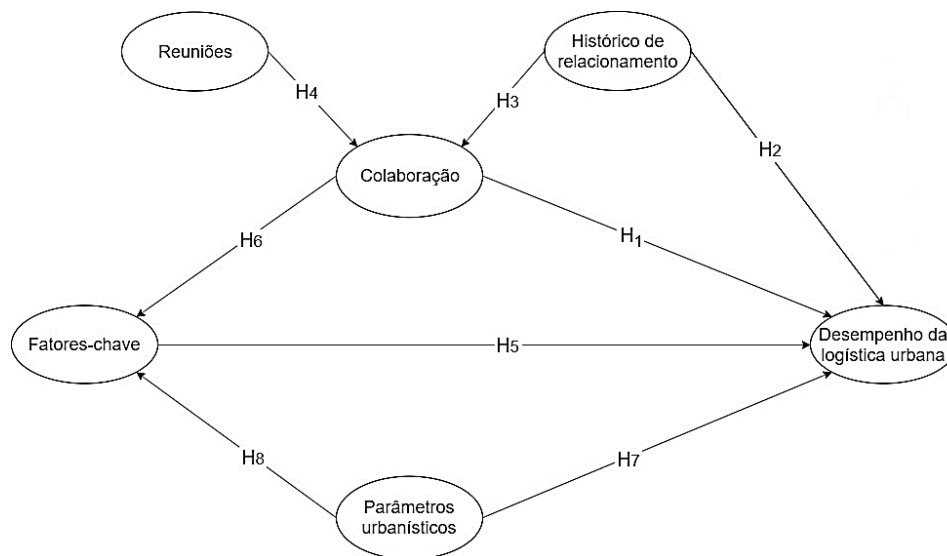 Reuniões
Histórico de
relacionamento
H4
H3
H2
Colaboração
H6
H1
Fatores-chave
H5
Desempenho da
logística urbana
H8
H7
Parâmetros
urbanísticos